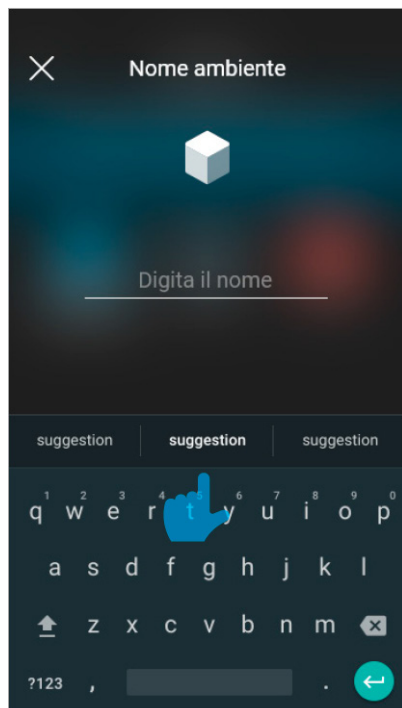 Nome ambiente
Digita il nome
suggestion suggestion suggestion
1 2 3 4 5 6 7 8 9 0
q w e r t y u i o p
a s d f g h j k l
z x c v b n m
?123 , .